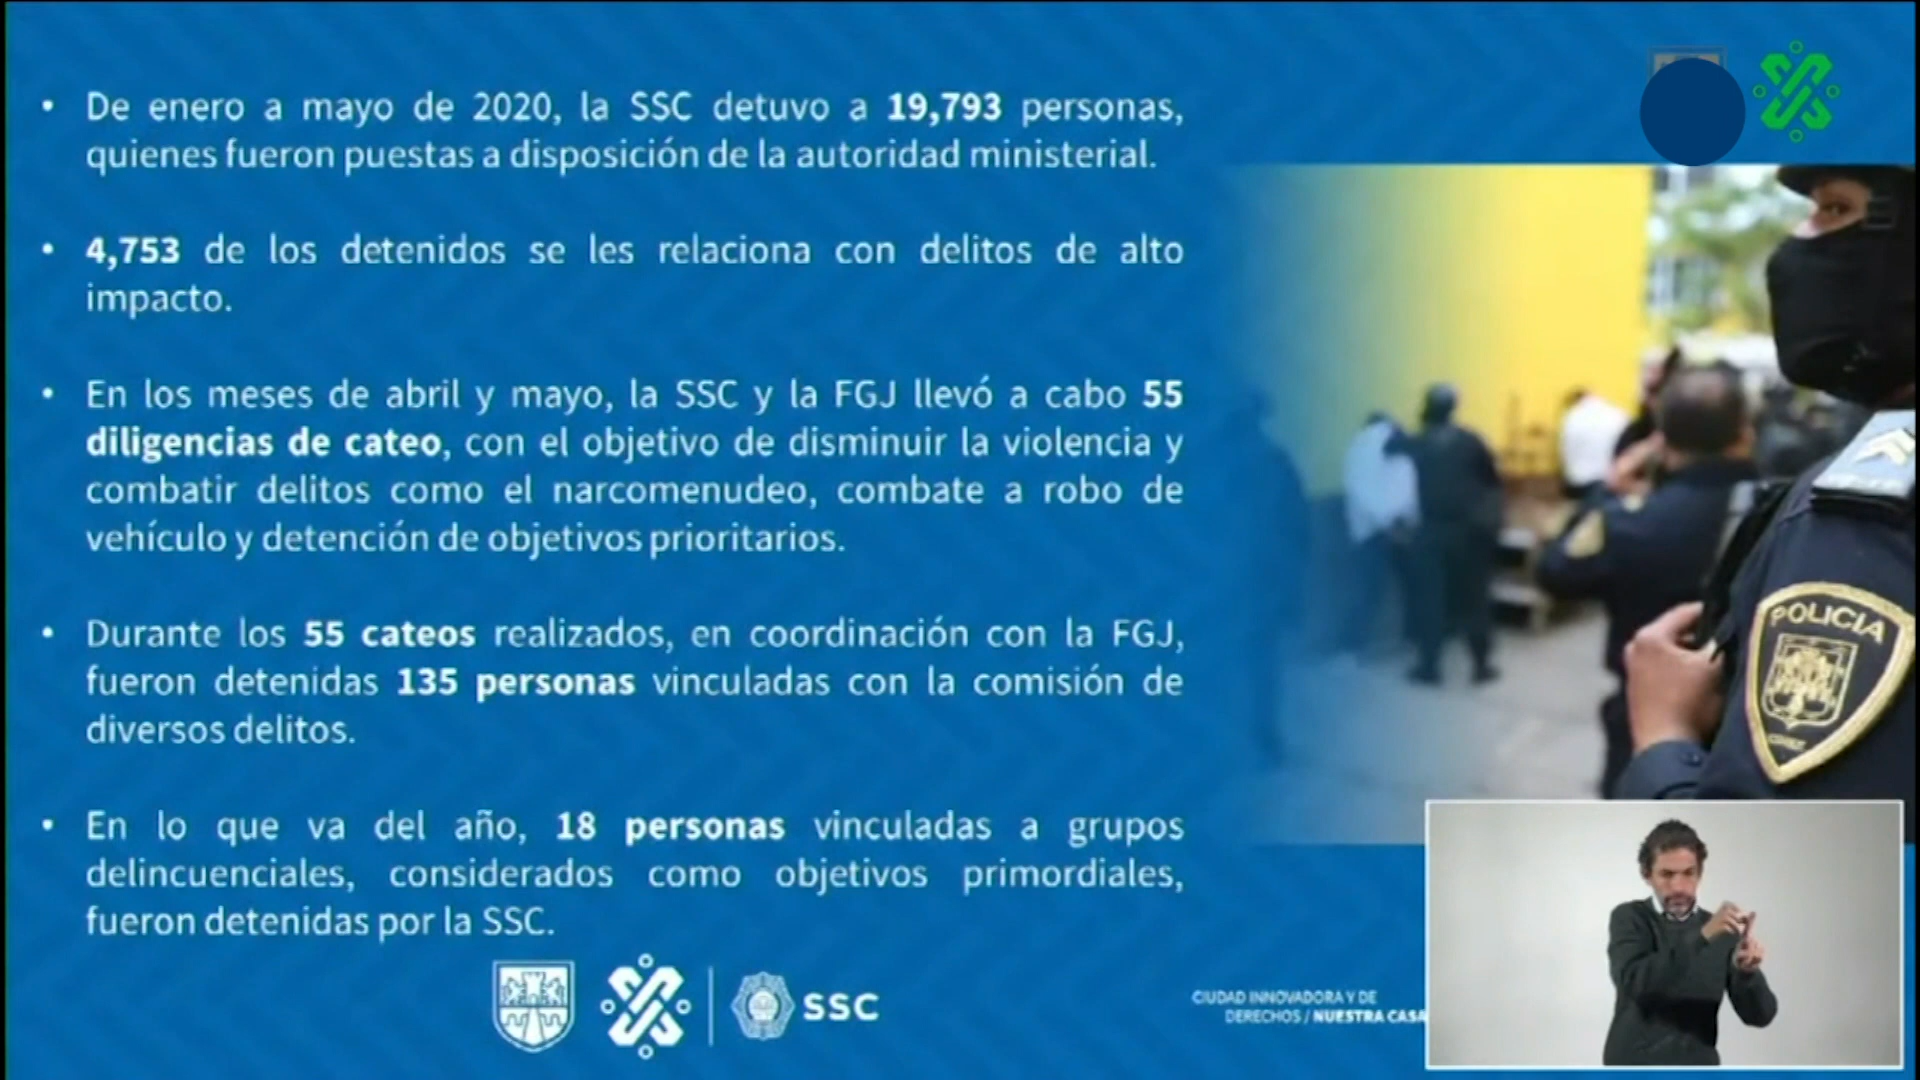 • De enero a mayo de 2020, la SSC detuvo a 19,793 personas,
quienes fueron puestas a disposición de la autoridad ministerial.
• 4,753 de los detenidos se les relaciona con delitos de alto
impacto.
• En los meses de abril y mayo, la SSC y la FGJ llevó a cabo 55
diligencias de cateo, con el objetivo de disminuir la violencia y
combatir delitos como el narcomenudeo, combate a robo de
vehículo y detención de objetivos prioritarios.
• Durante los 55 cateos realizados, en coordinación con la FGJ,
fueron detenidas 135 personas vinculadas con la comisión de
diversos delitos.
• En lo que va del año, 18 personas vinculadas a grupos
delincuenciales, considerados como objetivos primordiales,
fueron detenidas por la SSC.
POLICIA
SSC
CIUDAD INNOVADORA Y DE
DERECHOS / NUESTRA CASA